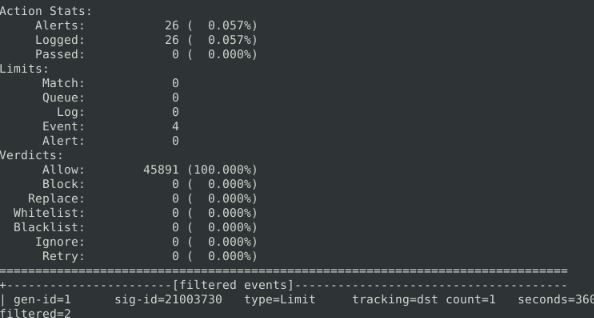 Action Stats:
     Alerts:           26 (  0.057%)
     Logged:           26 (  0.057%)
     Passed:            0 (  0.000%)
Limits:
      Match:            0
      Queue:            0
        Log:            0
      Event:            4
      Alert:            0
Verdicts:
      Allow:        45891 (100.000%)
      Block:            0 (  0.000%)
    Replace:            0 (  0.000%)
  Whitelist:            0 (  0.000%)
  Blacklist:            0 (  0.000%)
     Ignore:            0 (  0.000%)
      Retry:            0 (  0.000%)
===============================================================================
+-----------------------[filtered events]--------------------------------------
| gen-id=1      sig-id=21003730   type=Limit     tracking=dst count=1   seconds=360
filtered=2